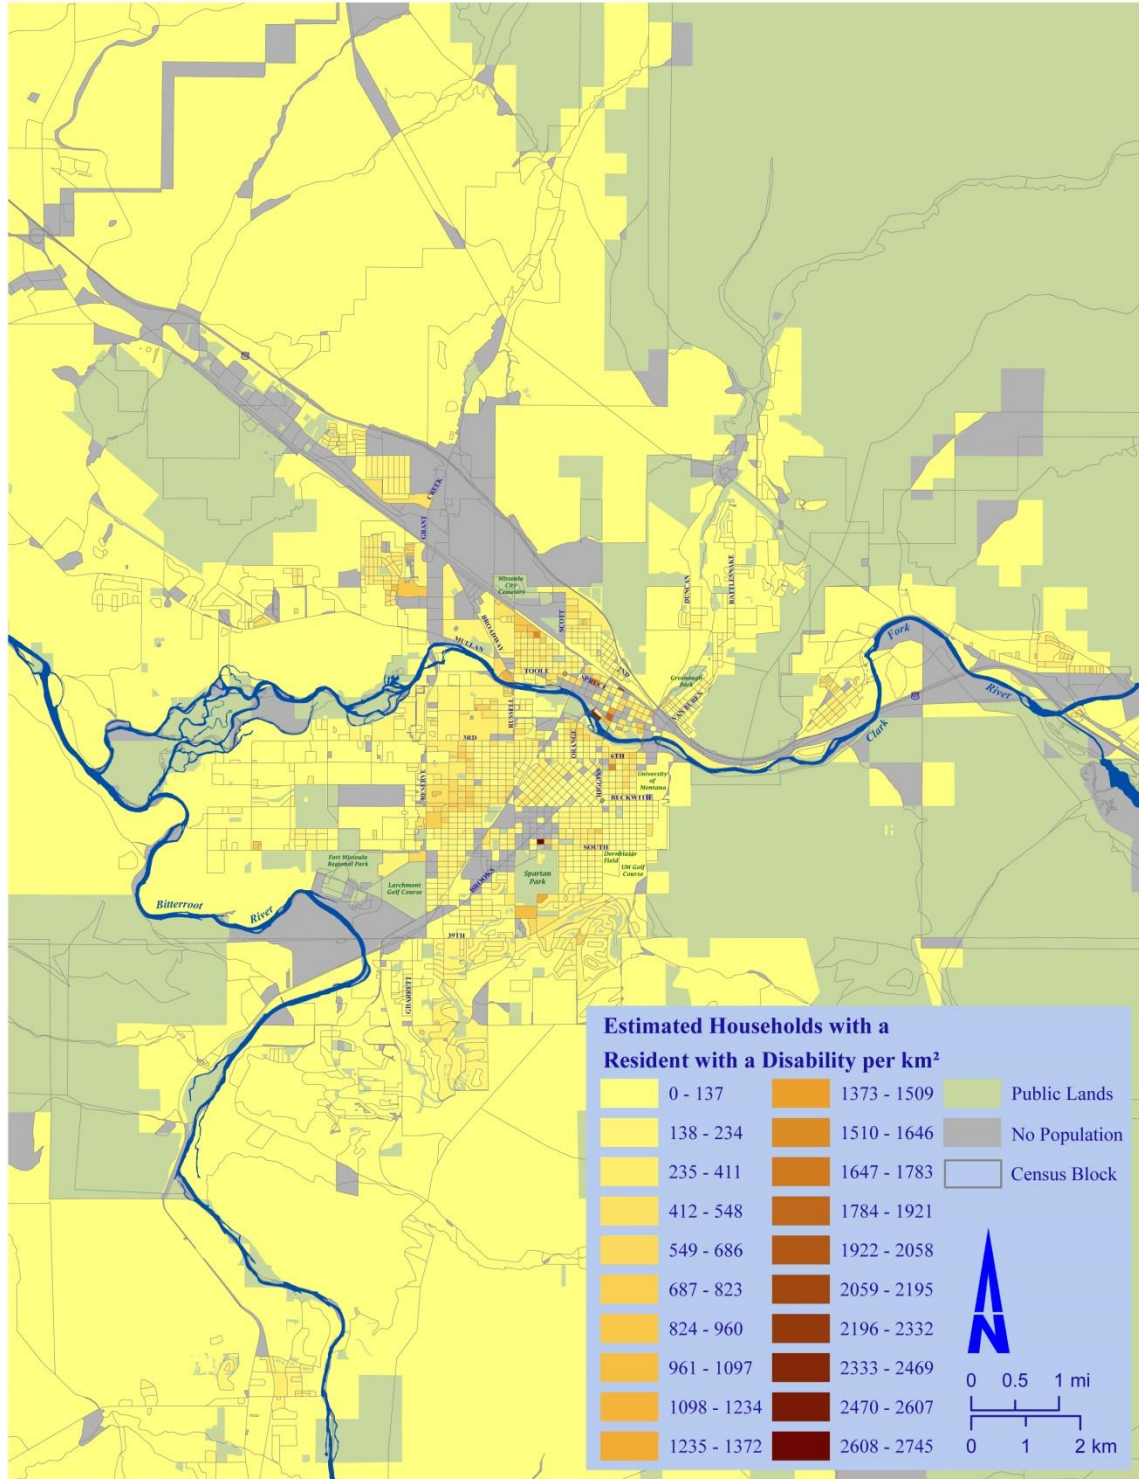 CREEK
GRANT
Missoula
City
Cemetery
SCOTT
DUNCAN
RATTLESNAKE
BROADWAY
MULLAN
TOOLE
SPRUCE
2ND
Greenough
Park
VAN BUREN
Fork
River
Clark
RUSSELL
3RD
ORANGE
6TH
HIGGINS
University
of
Montana
RESERVE
BECKWITH
SOUTH
Dornblaser
Field
UM Golf
Course
Fort Missoula
Regional Park
Larchmont
Golf Course
BROOKS
Spartan
Park
Bitterroot
River
39TH
GHARRETT
Estimated Households with a
Resident with a Disability per km²
0 - 137
138 - 234
235 - 411
412 - 548
549 - 686
687 - 823
824 - 960
961 - 1097
1098 - 1234
1235 - 1372
1373 - 1509
1510 - 1646
1647 - 1783
1784 - 1921
1922 - 2058
2059 - 2195
2196 - 2332
2333 - 2469
2470 - 2607
2608 - 2745
Public Lands
No Population
Census Block
N
0 0.5 1 mi
0 1 2 km